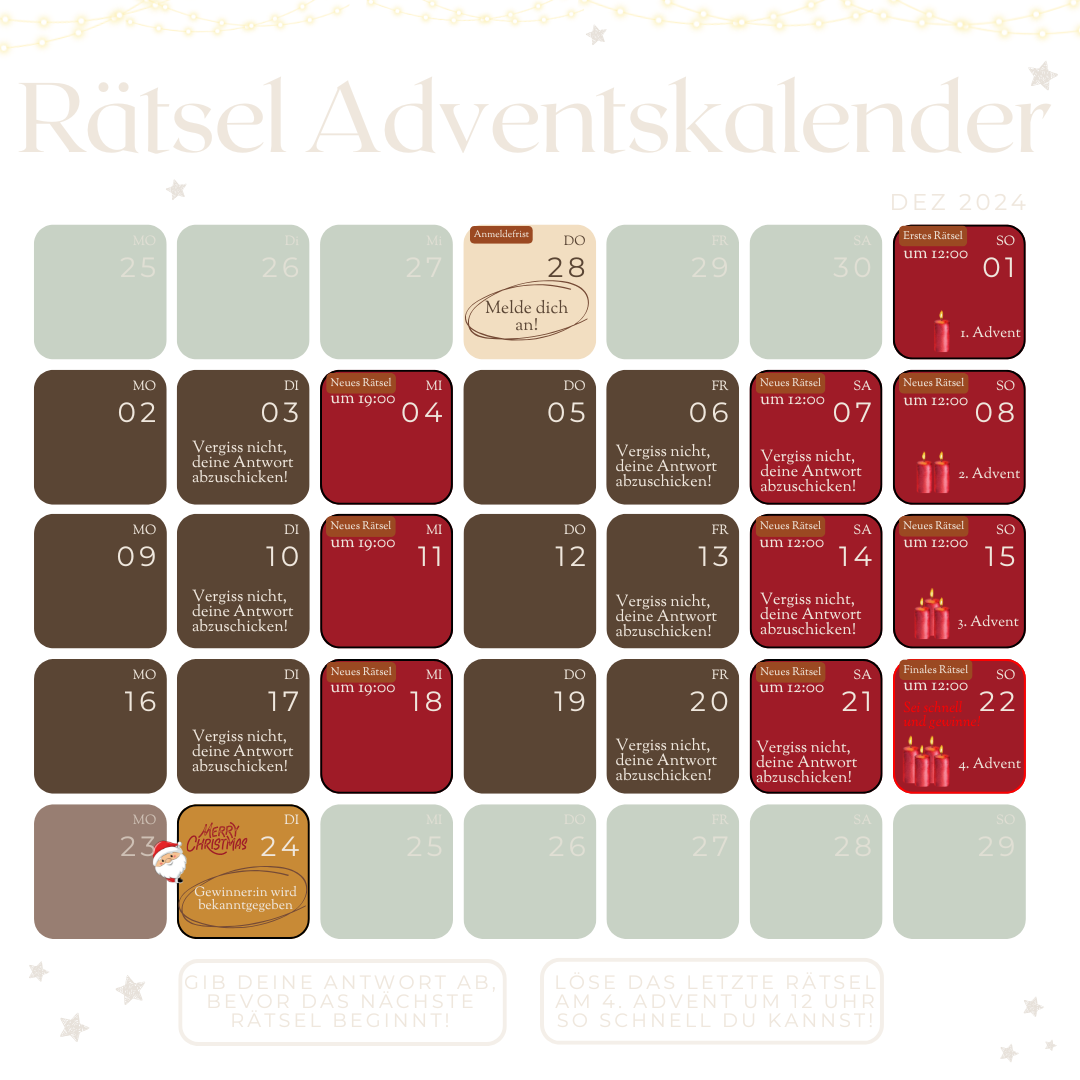 Rätsel Adventskalender
DEZ 2024
MO
25
Di
26
Mi
27
Anmeldefrist
DO
28
Melde dich
an!
FR
29
SA
30
Erstes Rätsel
um 12:00
SO
01
1. Advent
MO
02
DI
03
Vergiss nicht,
deine Antwort
abzuschicken!
Neues Rätsel
um 19:00
MI
04
DO
05
FR
06
Vergiss nicht,
deine Antwort
abzuschicken!
Neues Rätsel
um 12:00
SA
07
Vergiss nicht,
deine Antwort
abzuschicken!
Neues Rätsel
um 12:00
SO
08
2. Advent
MO
09
DI
10
Vergiss nicht,
deine Antwort
abzuschicken!
Neues Rätsel
um 19:00
MI
11
DO
12
FR
13
Vergiss nicht,
deine Antwort
abzuschicken!
Neues Rätsel
um 12:00
SA
14
Vergiss nicht,
deine Antwort
abzuschicken!
Neues Rätsel
um 12:00
SO
15
3. Advent
MO
16
DI
17
Vergiss nicht,
deine Antwort
abzuschicken!
Neues Rätsel
um 19:00
MI
18
DO
19
FR
20
Vergiss nicht,
deine Antwort
abzuschicken!
Neues Rätsel
um 12:00
SA
21
Vergiss nicht,
deine Antwort
abzuschicken!
Finales Rätsel
um 12:00
SO
22
Sei schnell
und gewinne!
4. Advent
MO
23
MERRY
CHRISTMAS
DI
24
Gewinner:in wird
bekanntgegeben
MI
25
DO
26
FR
27
SA
28
SO
29
GIB DEINE ANTWORT AB,
BEVOR DAS NÄCHSTE
RÄTSEL BEGINNT!
LÖSE DAS LETZTE RÄTSEL
AM 4. ADVENT UM 12 UHR
SO SCHNELL DU KANNST!